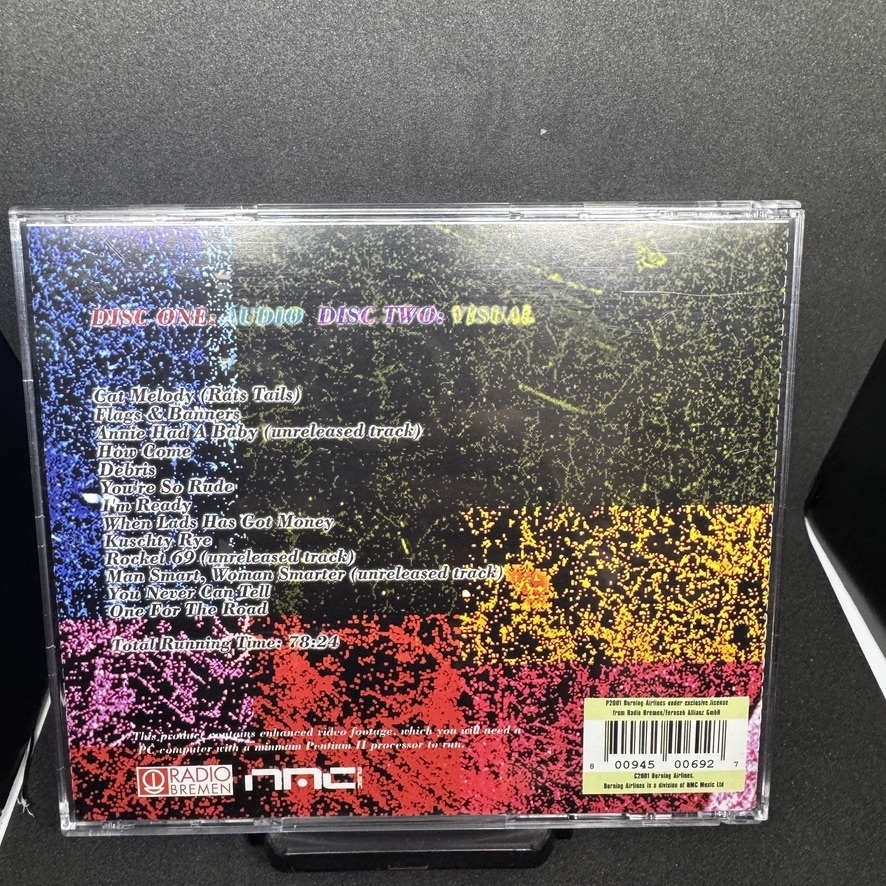 DISC ONE: AUDIO DISC TWO: VISUAL
Cat Melody (Rats Tails)
Flags & Banners
Annie Had A Baby (unreleased track)
How Come
Debris
You're So Rude
I'm Ready
When Lads Has Got Money
Kuschty Rye
Rocket 69 (unreleased track)
Man Smart, Woman Smarter (unreleased track)
You Never Can Tell
One For The Road
Total Running Time: 78:24
This product contains enhanced video footage, which you will need a
PC computer with a minmum Pentium II processor to run.
RADIO
BREMEN
nmc
P2001 Burning Airlines under exclusive license
from Radio Bremen/Fernseh Allianz GmbH
8 00945 00692 7
C2001 Burning Airlines.
Burning Airlines is a division of NMC Music Ltd